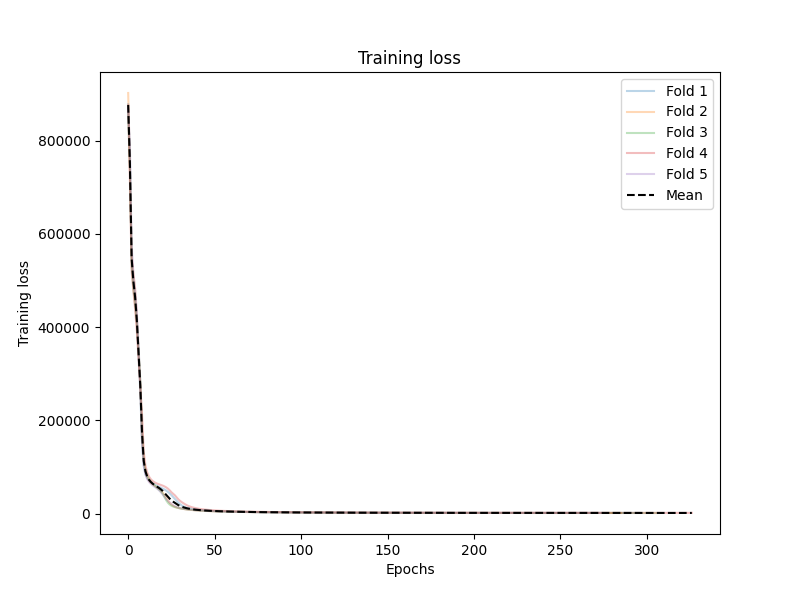 Training loss
Fold 1
Fold 2
Fold 3
Fold 4
Fold 5
Mean
Training loss
800000
600000
400000
200000
0
0 50 100 150 200 250 300
Epochs